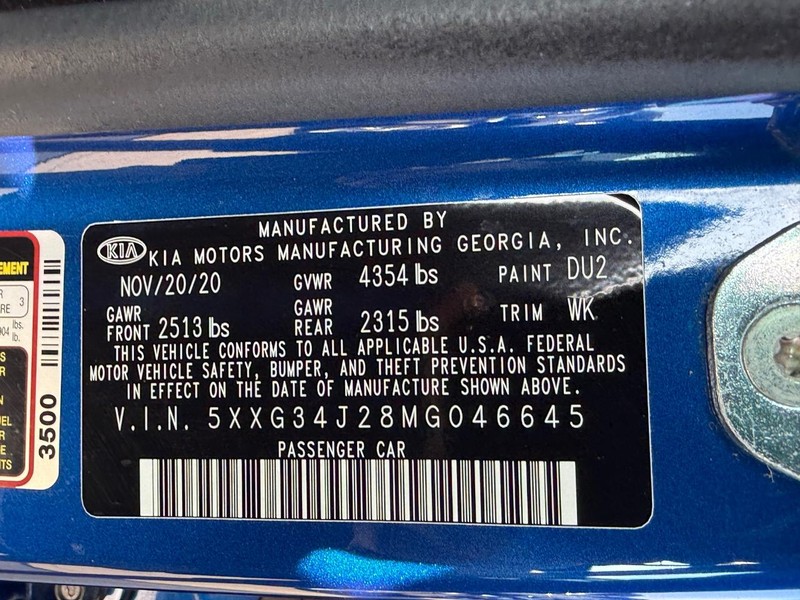 MANUFACTURED BY
KIA KIA MOTORS MANUFACTURING GEORGIA, INC.
NOV/20/20 GVWR 4354 lbs PAINT DU2
GAWR FRONT 2513 lbs GAWR REAR 2315 lbs TRIM WK
THIS VEHICLE CONFORMS TO ALL APPLICABLE U.S.A. FEDERAL
MOTOR VEHICLE SAFETY, BUMPER, AND THEFT PREVENTION STANDARDS
IN EFFECT ON THE DATE OF MANUFACTURE SHOWN ABOVE.
V.I.N. 5XXG34J28MG046645
PASSENGER CAR
3500